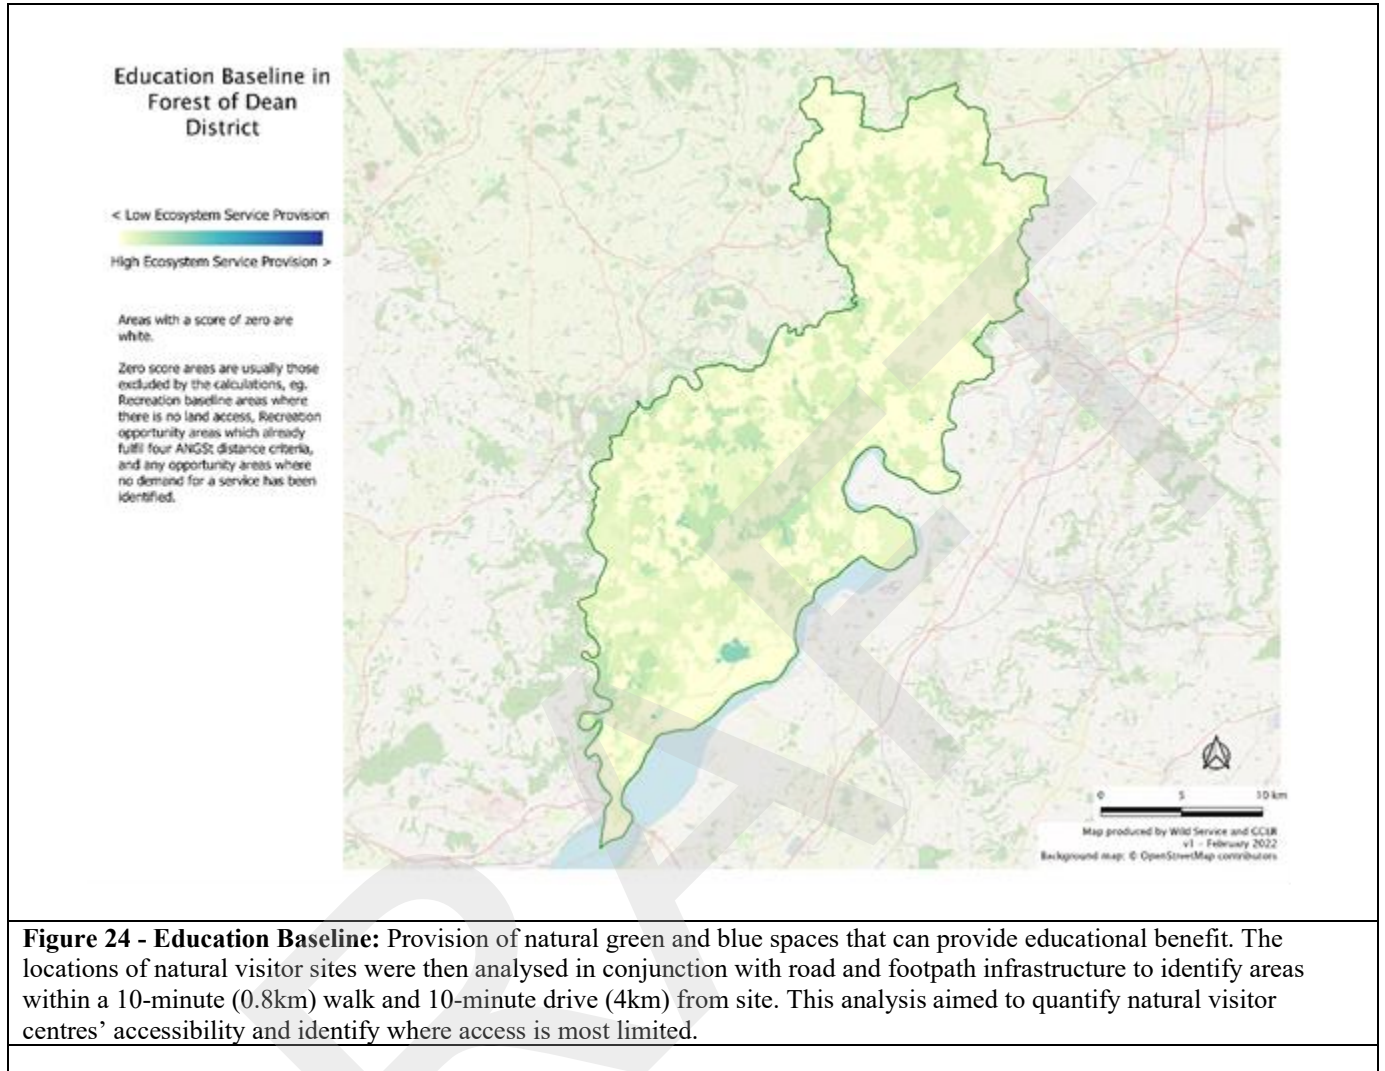 Education Baseline in
Forest of Dean
District
< Low Ecosystem Service Provision
High Ecosystem Service Provision >
Areas with a score of zero are
white.
Zero score areas are usually those
excluded by the calculations, eg.
Recreation baseline areas where
there is no land access, Recreation
opportunity areas which already
fulfil four ANGSt distance criteria,
and any opportunity areas where
no demand for a service has been
identified.
0 5 10 km
Map produced by Wild Service and GCER
v1 - February 2022
Background map: © OpenStreetMap contributors
Figure 24 - Education Baseline: Provision of natural green and blue spaces that can provide educational benefit. The
locations of natural visitor sites were then analysed in conjunction with road and footpath infrastructure to identify areas
within a 10-minute (0.8km) walk and 10-minute drive (4km) from site. This analysis aimed to quantify natural visitor
centres’ accessibility and identify where access is most limited.
DRAFT